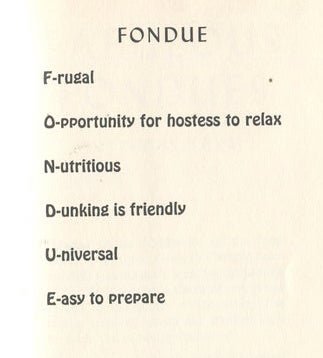 FONDUE
F-rugal
O-pportunity for hostess to relax
N-utritious
D-unking is friendly
U-niversal
E-asy to prepare